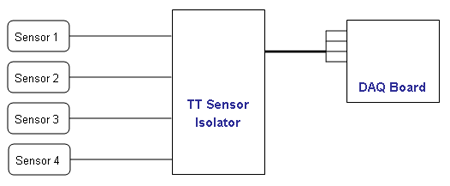 Sensor 1
Sensor 2
Sensor 3
Sensor 4
TT Sensor
Isolator
DAQ Board